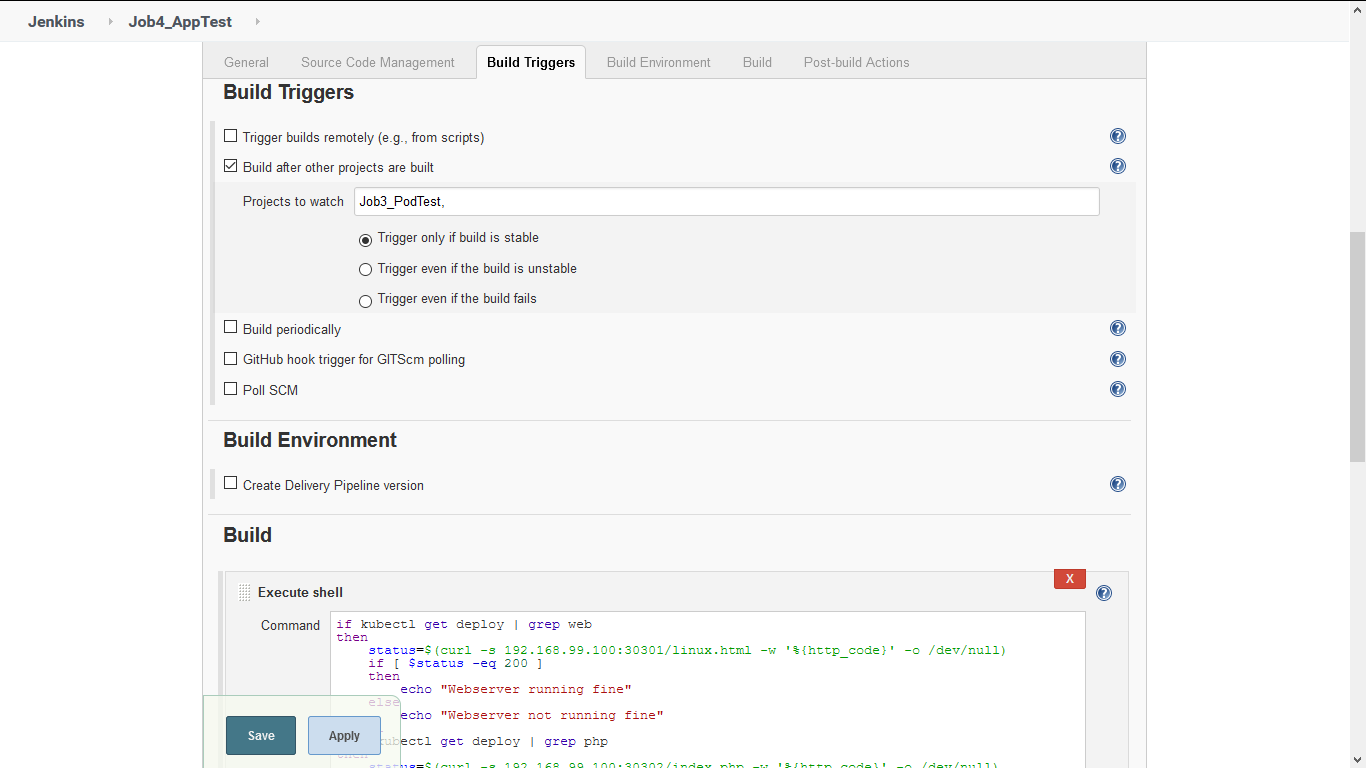 Jenkins Job4_AppTest
General Source Code Management Build Triggers Build Environment Build Post-build Actions
Build Triggers
Trigger builds remotely (e.g., from scripts)
Build after other projects are built
Projects to watch Job3_PodTest,
Trigger only if build is stable
Trigger even if the build is unstable
Trigger even if the build fails
Build periodically
GitHub hook trigger for GITScm polling
Poll SCM
Build Environment
Create Delivery Pipeline version
Build
X
Execute shell
Command
if kubectl get deploy | grep web
then
status=$(curl -s 192.168.99.100:30301/linux.html -w '%{http_code}' -o /dev/null)
if [ $status -eq 200 ]
then
echo "Webserver running fine"
else
echo "Webserver not running fine"
kubectl get deploy | grep php
then
status=$(curl -s 192.168.99.100:30302/index.php -w '%{http_code}' -o /dev/null)
Save Apply